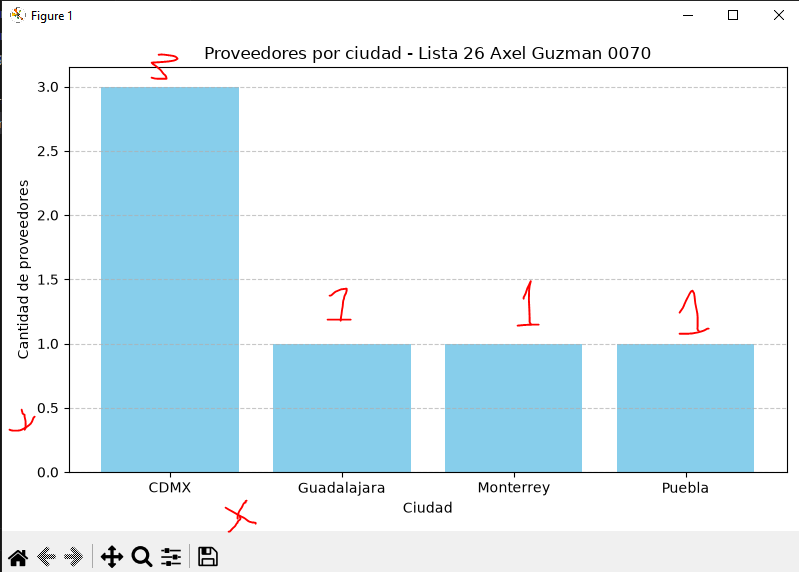 Figure 1
Proveedores por ciudad - Lista 26 Axel Guzman 0070
3
3.0
2.5
2.0
1.5
1.0
0.5
0.0
Cantidad de proveedores
1
1
1
y
CDMX
Guadalajara
Monterrey
Puebla
Ciudad
x